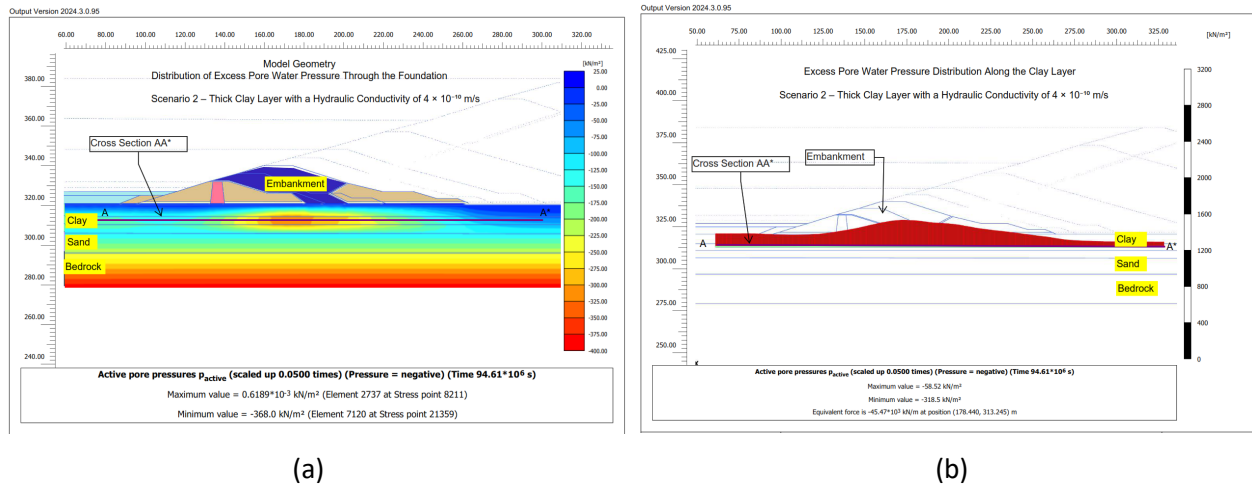 Output Version 2024.3.0.95
60.00 80.00 100.00 120.00 140.00 160.00 180.00 200.00 220.00 240.00 260.00 280.00 300.00 320.00
[kN/m²]
Model Geometry
Distribution of Excess Pore Water Pressure Through the Foundation
Scenario 2 – Thick Clay Layer with a Hydraulic Conductivity of 4 × 10⁻¹⁰ m/s
380.00
360.00
340.00
320.00
300.00
280.00
260.00
240.00
Cross Section AA*
Embankment
A
A*
Clay
Sand
Bedrock
25.00
0.00
-25.00
-50.00
-75.00
-100.00
-125.00
-150.00
-175.00
-200.00
-225.00
-250.00
-275.00
-300.00
-325.00
-350.00
-375.00
-400.00
Active pore pressures p_active (scaled up 0.0500 times) (Pressure = negative) (Time 94.61*10⁶ s)
Maximum value = 0.6189*10⁻³ kN/m² (Element 2737 at Stress point 8211)
Minimum value = -368.0 kN/m² (Element 7120 at Stress point 21359)
(a)
Output Version 2024.3.0.95
50.00 75.00 100.00 125.00 150.00 175.00 200.00 225.00 250.00 275.00 300.00 325.00
[kN/m²]
425.00
400.00
375.00
350.00
325.00
300.00
275.00
250.00
Excess Pore Water Pressure Distribution Along the Clay Layer
Scenario 2 – Thick Clay Layer with a Hydraulic Conductivity of 4 × 10⁻¹⁰ m/s
Embankment
Cross Section AA*
A
A*
Clay
Sand
Bedrock
3200
2800
2400
2000
1600
1200
800
400
0
Active pore pressures p_active (scaled up 0.0500 times) (Pressure = negative) (Time 94.61*10⁶ s)
Maximum value = -58.52 kN/m²
Minimum value = -318.5 kN/m²
Equivalent force is -45.47*10³ kN/m at position (178.440, 313.245) m
(b)